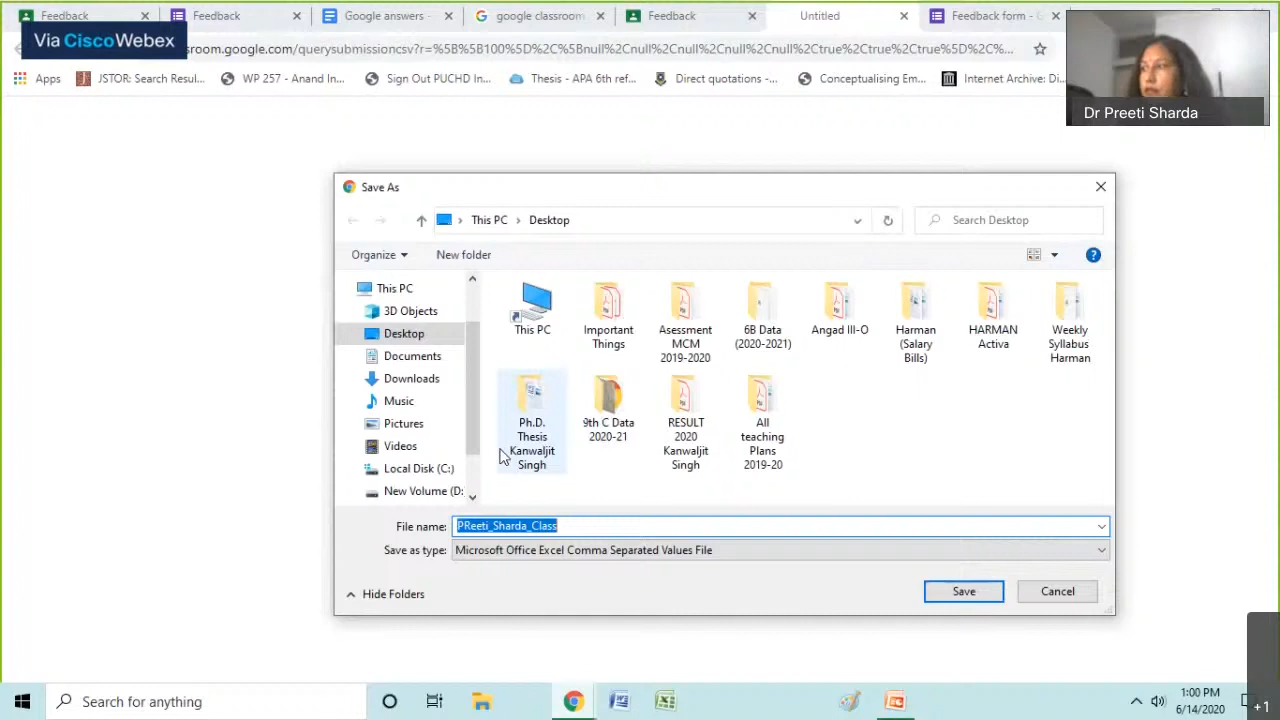 Feedback
Feedback
Google answers -
google classroom
Feedback
Untitled
Feedback form - G
Via CiscoWebex
sroom.google.com/querysubmissioncsv?r=%5B%5B100%5D%2C%5Bnull%2Cnull%2Cnull%2Cnull%2Cnull%2Ctrue%2Ctrue%5D%2C%...
Apps
JSTOR: Search Resul...
WP 257 - Anand In...
Sign Out PUCHD In...
Thesis - APA 6th ref...
Direct quotations -...
Conceptualising Em...
Internet Archive: Di...
Dr Preeti Sharda
Save As
This PC
Desktop
Search Desktop
Organize
New folder
This PC
3D Objects
Desktop
Documents
Downloads
Music
Pictures
Videos
Local Disk (C:)
New Volume (D:
This PC
Important
Things
Asessment
MCM
2019-2020
6B Data
(2020-2021)
Angad III-O
Harman
(Salary
Bills)
HARMAN
Activa
Weekly
Syllabus
Harman
Ph.D.
Thesis
Kanwaljit
Singh
9th C Data
2020-21
RESULT
2020
Kanwaljit
Singh
All
teaching
Plans
2019-20
File name:
PReeti_Sharda_Class
Save as type:
Microsoft Office Excel Comma Separated Values File
Hide Folders
Save
Cancel
Search for anything
1:00 PM
6/14/2020
+1